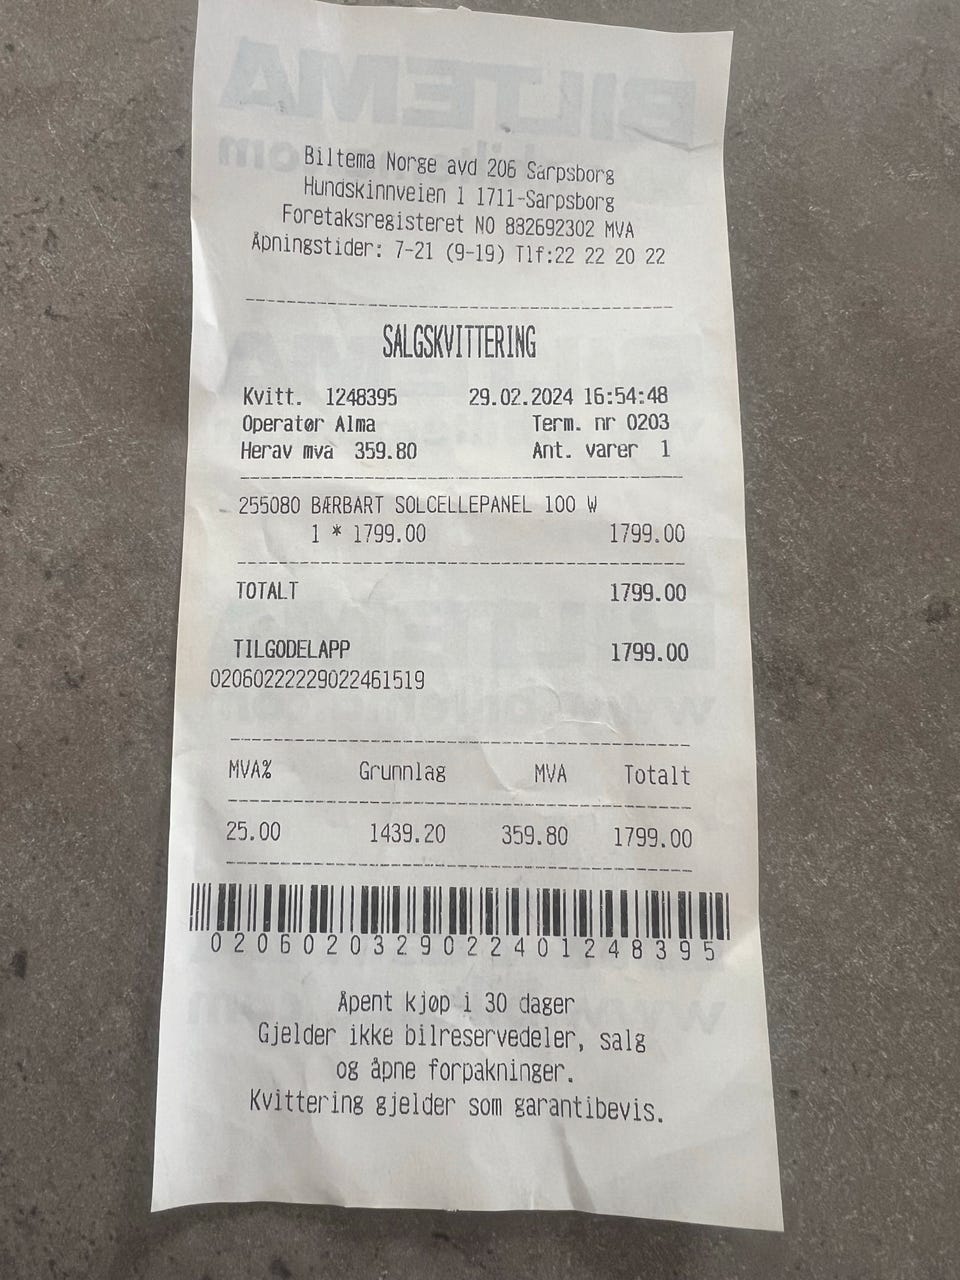 Biltema Norge avd 206 Sarpsborg
Hundskinnveien 1 1711-Sarpsborg
Foretaksregisteret NO 882692302 MVA
Åpningstider: 7-21 (9-19) Tlf:22 22 20 22
SALGSKVITTERING
Kvitt. 1248395 29.02.2024 16:54:48
Operatør Alma Term. nr 0203
Herav mva 359.80 Ant. varer 1
255080 BÆRBART SOLCELLEPANEL 100 W
1 * 1799.00 1799.00
TOTALT 1799.00
TILGODELAPP 1799.00
02060222229022461519
MVA% Grunnlag MVA Totalt
25.00 1439.20 359.80 1799.00
0206020329022401248395
Åpent kjøp i 30 dager
Gjelder ikke bilreservedeler, salg
og åpne forpakninger.
Kvittering gjelder som garantibevis.